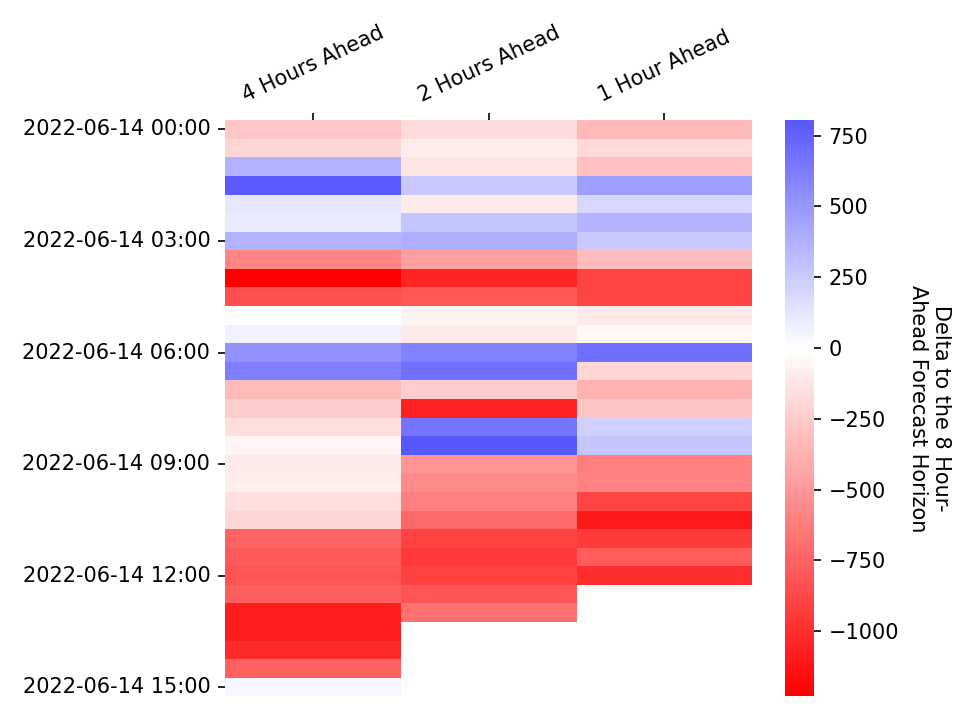 4 Hours Ahead
2 Hours Ahead
1 Hour Ahead
2022-06-14 00:00
2022-06-14 03:00
2022-06-14 06:00
2022-06-14 09:00
2022-06-14 12:00
2022-06-14 15:00
750
500
250
0
−250
−500
−750
−1000
Delta to the 8 Hour-
Ahead Forecast Horizon